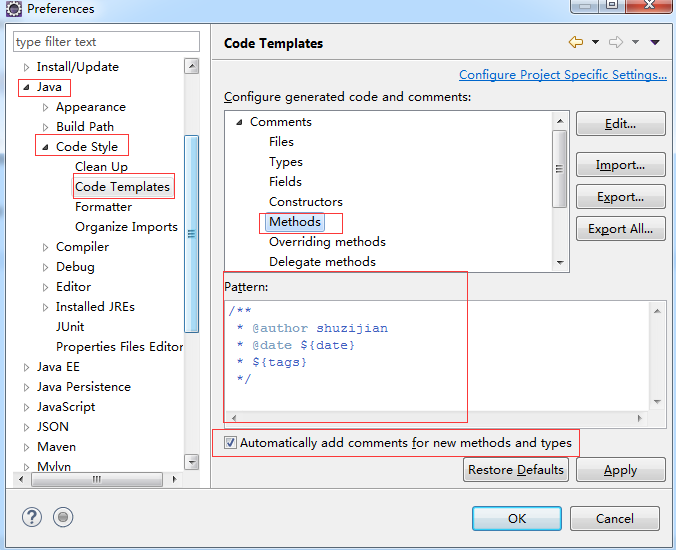 Preferences
type filter text
Install/Update
Java
Appearance
Build Path
Code Style
Clean Up
Code Templates
Formatter
Organize Imports
Compiler
Debug
Editor
Installed JREs
JUnit
Properties Files Editor
Java EE
Java Persistence
JavaScript
JSON
Maven
Mylyn
Code Templates
Configure Project Specific Settings...
Configure generated code and comments:
Comments
Files
Types
Fields
Constructors
Methods
Overriding methods
Delegate methods
Edit...
Import...
Export...
Export All...
Pattern:
/**
* @author shuzijian
* @date ${date}
* ${tags}
*/
Automatically add comments for new methods and types
Restore Defaults
Apply
OK
Cancel